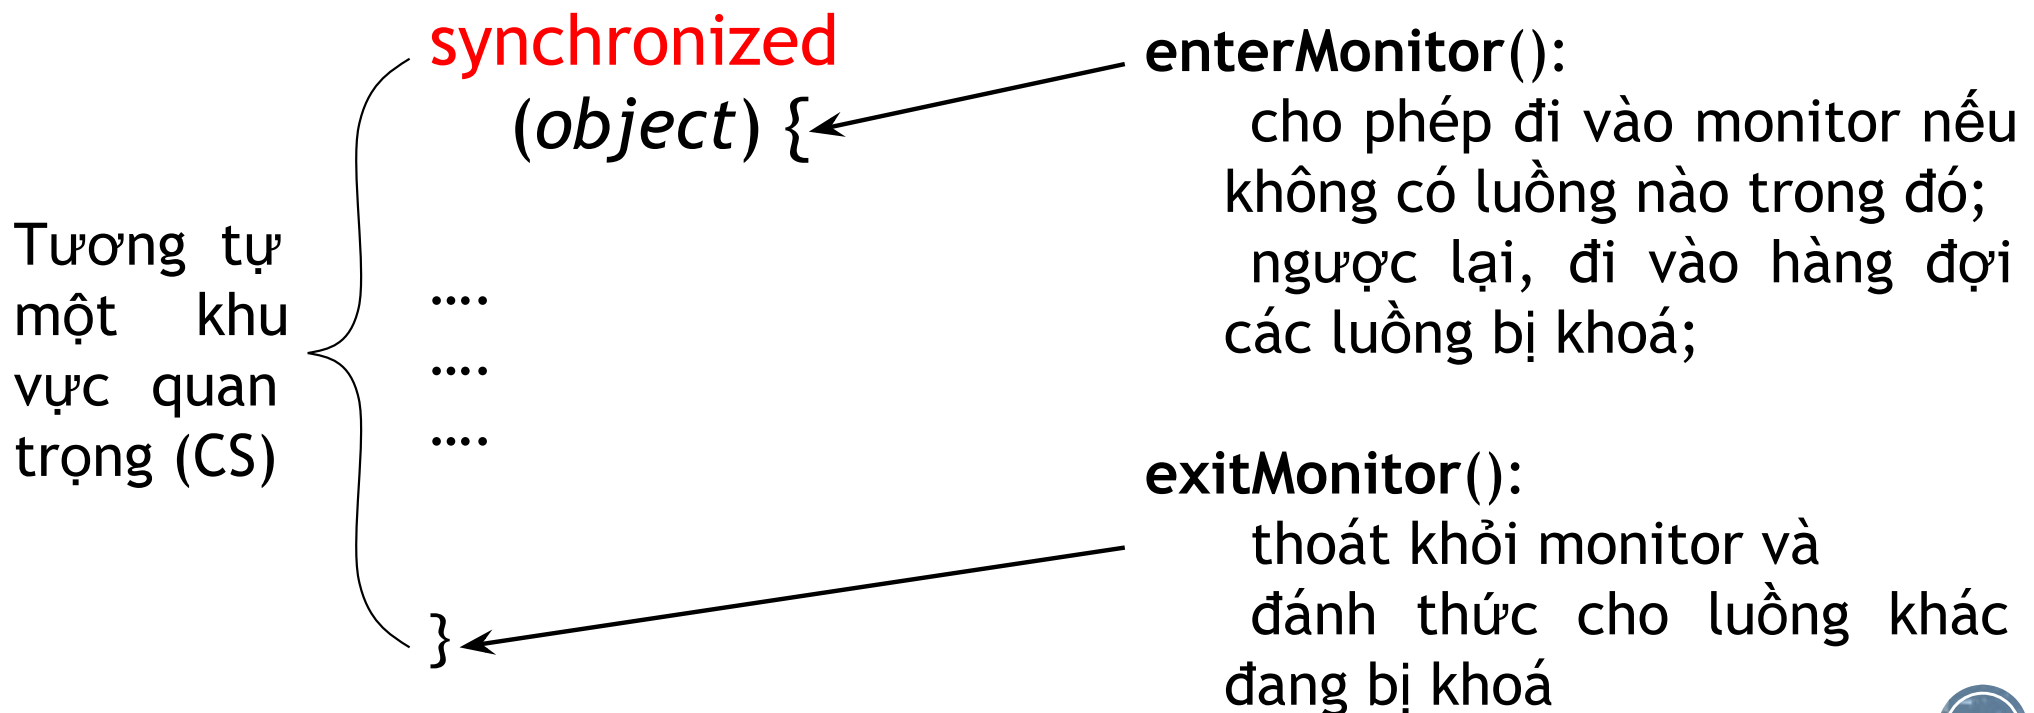 Tương tự
một khu
vực quan
trọng (CS)
synchronized
(object) {
....
....
....
}
enterMonitor():
cho phép đi vào monitor nếu
không có luồng nào trong đó;
ngược lại, đi vào hàng đợi
các luồng bị khoá;
exitMonitor():
thoát khỏi monitor và
đánh thức cho luồng khác
đang bị khoá